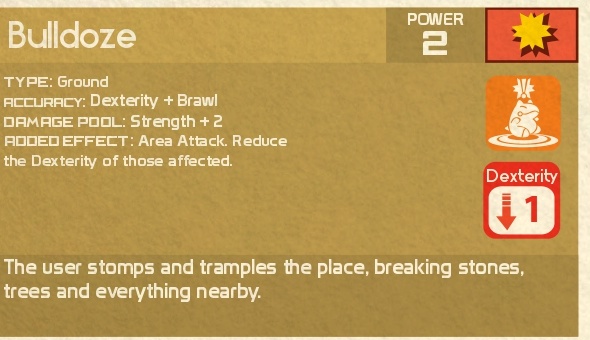 Bulldoze
POWER
2
TYPE: Ground
ACCURACY: Dexterity + Brawl
DAMAGE POOL: Strength + 2
ADDED EFFECT: Area Attack. Reduce
the Dexterity of those affected.
Dexterity
1
The user stomps and tramples the place, breaking stones,
trees and everything nearby.